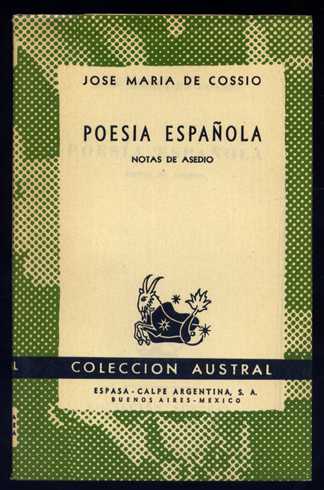 JOSE MARIA DE COSSIO
POESIA ESPAÑOLA
NOTAS DE ASEDIO
L COLECCION AUSTRAL
ESPASA - CALPE ARGENTINA, S. A.
BUENOS AIRES - MEXICO